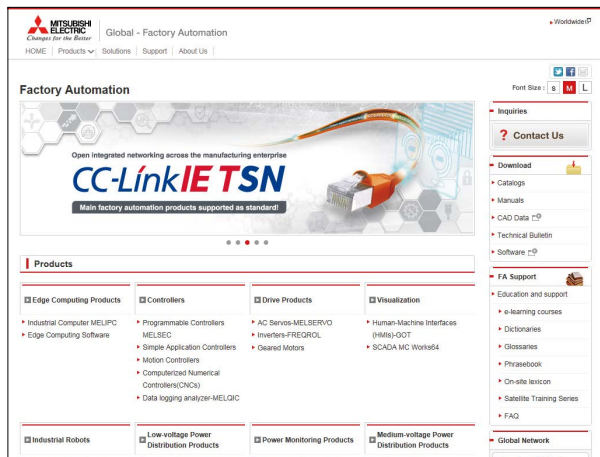 MITSUBISHI
ELECTRIC
Changes for the Better
Global - Factory Automation
Worldwide
HOME Products Solutions Support About Us
Factory Automation
Font Size : S M L
Open integrated networking across the manufacturing enterprise
CC-Link IE TSN
Main factory automation products supported as standard!
Products
Edge Computing Products
Industrial Computer MELIPC
Edge Computing Software
Controllers
Programmable Controllers
MELSEC
Simple Application Controllers
Motion Controllers
Computerized Numerical
Controllers(CNCs)
Data logging analyzer-MELQIC
Drive Products
AC Servos-MELSERVO
Inverters-FREQROL
Geared Motors
Visualization
Human-Machine Interfaces
(HMIs)-GOT
SCADA MC Works64
Industrial Robots
Low-voltage Power
Distribution Products
Power Monitoring Products
Medium-voltage Power
Distribution Products
Inquiries
? Contact Us
Download
Catalogs
Manuals
CAD Data
Technical Bulletin
Software
FA Support
Education and support
e-learning courses
Dictionaries
Glossaries
Phrasebook
On-site lexicon
Satellite Training Series
FAQ
Global Network